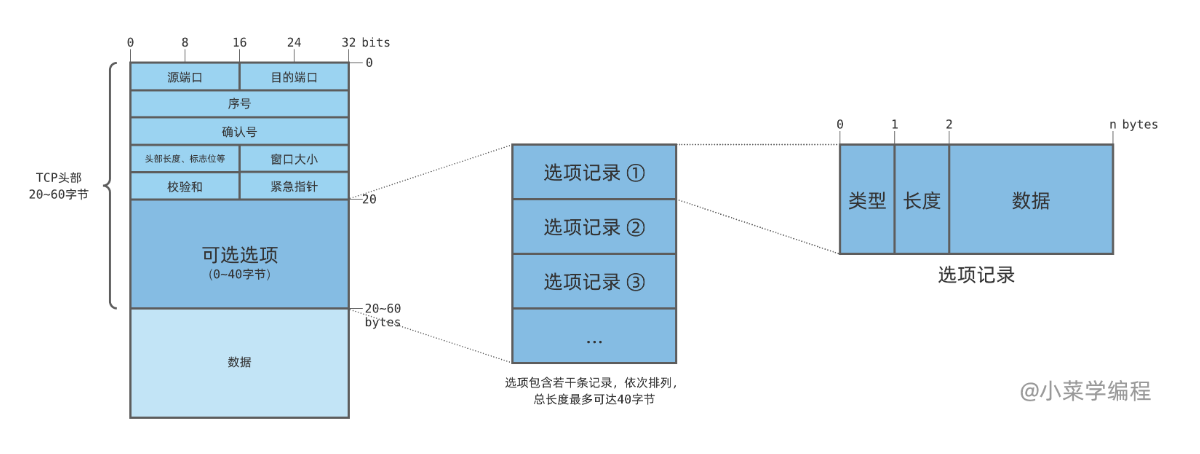 0 8 16 24 32 bits
0
源端口 目的端口
序号
确认号
头部长度、标志位等 窗口大小
校验和 紧急指针
20
TCP头部
20~60字节
可选选项
(0~40字节)
20~60
bytes
数据
选项记录 ①
选项记录 ②
选项记录 ③
...
选项包含若干条记录,依次排列,
总长度最多可达40字节
0 1 2 n bytes
类型 长度 数据
选项记录
@小菜学编程